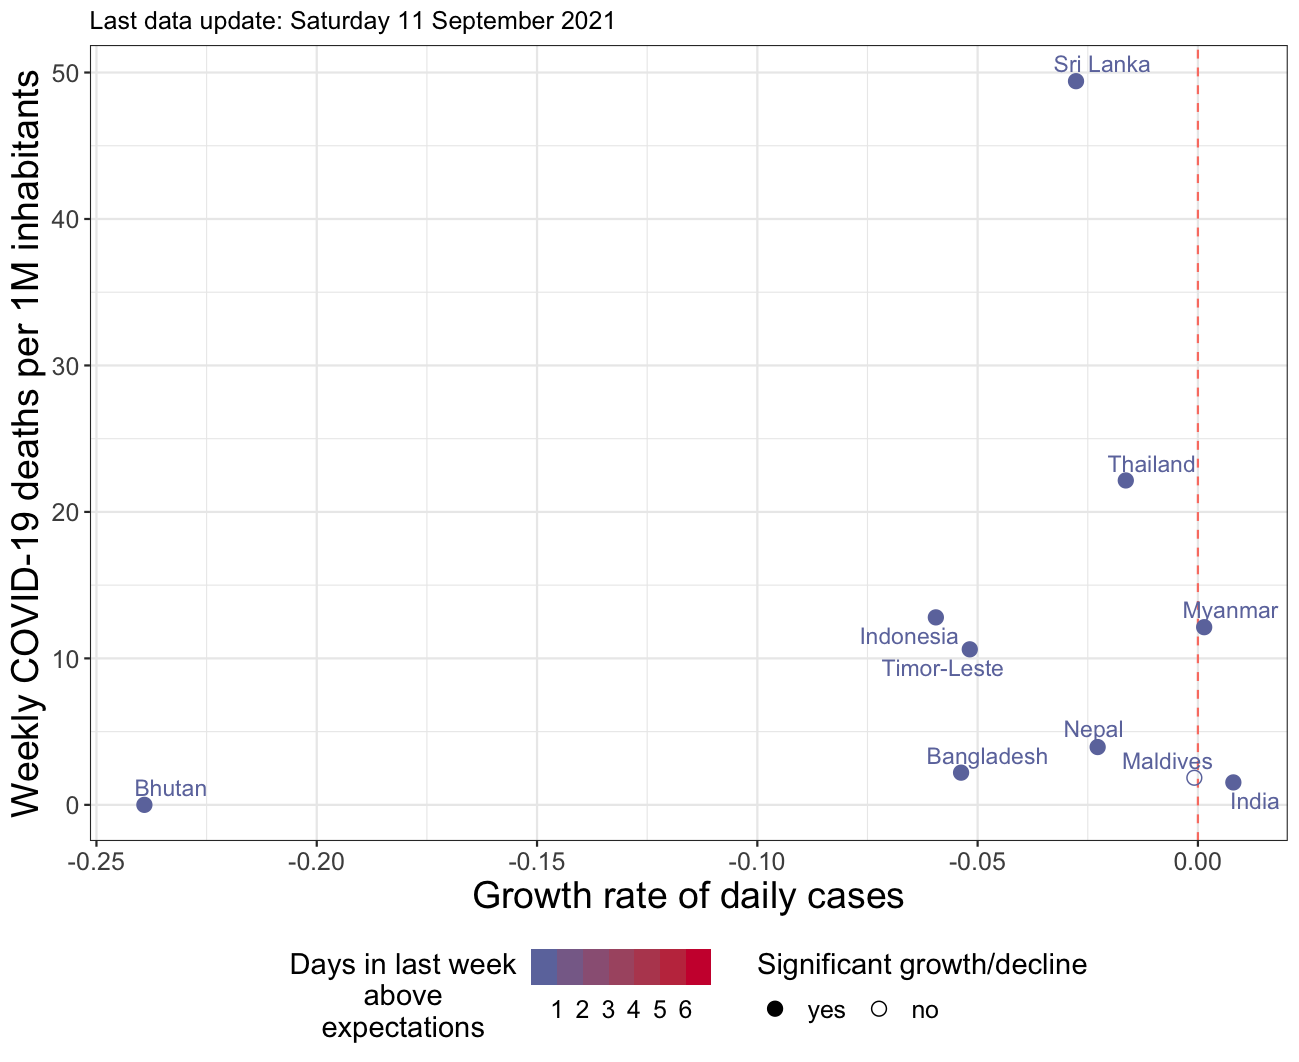 Last data update: Saturday 11 September 2021
Weekly COVID-19 deaths per 1M inhabitants
50
40
30
20
10
0
Sri Lanka
Thailand
Myanmar
Indonesia
Timor-Leste
Nepal
Bangladesh
Maldives
Bhutan
India
-0.25 -0.20 -0.15 -0.10 -0.05 0.00
Growth rate of daily cases
Days in last week
above
expectations
1 2 3 4 5 6
Significant growth/decline
yes no